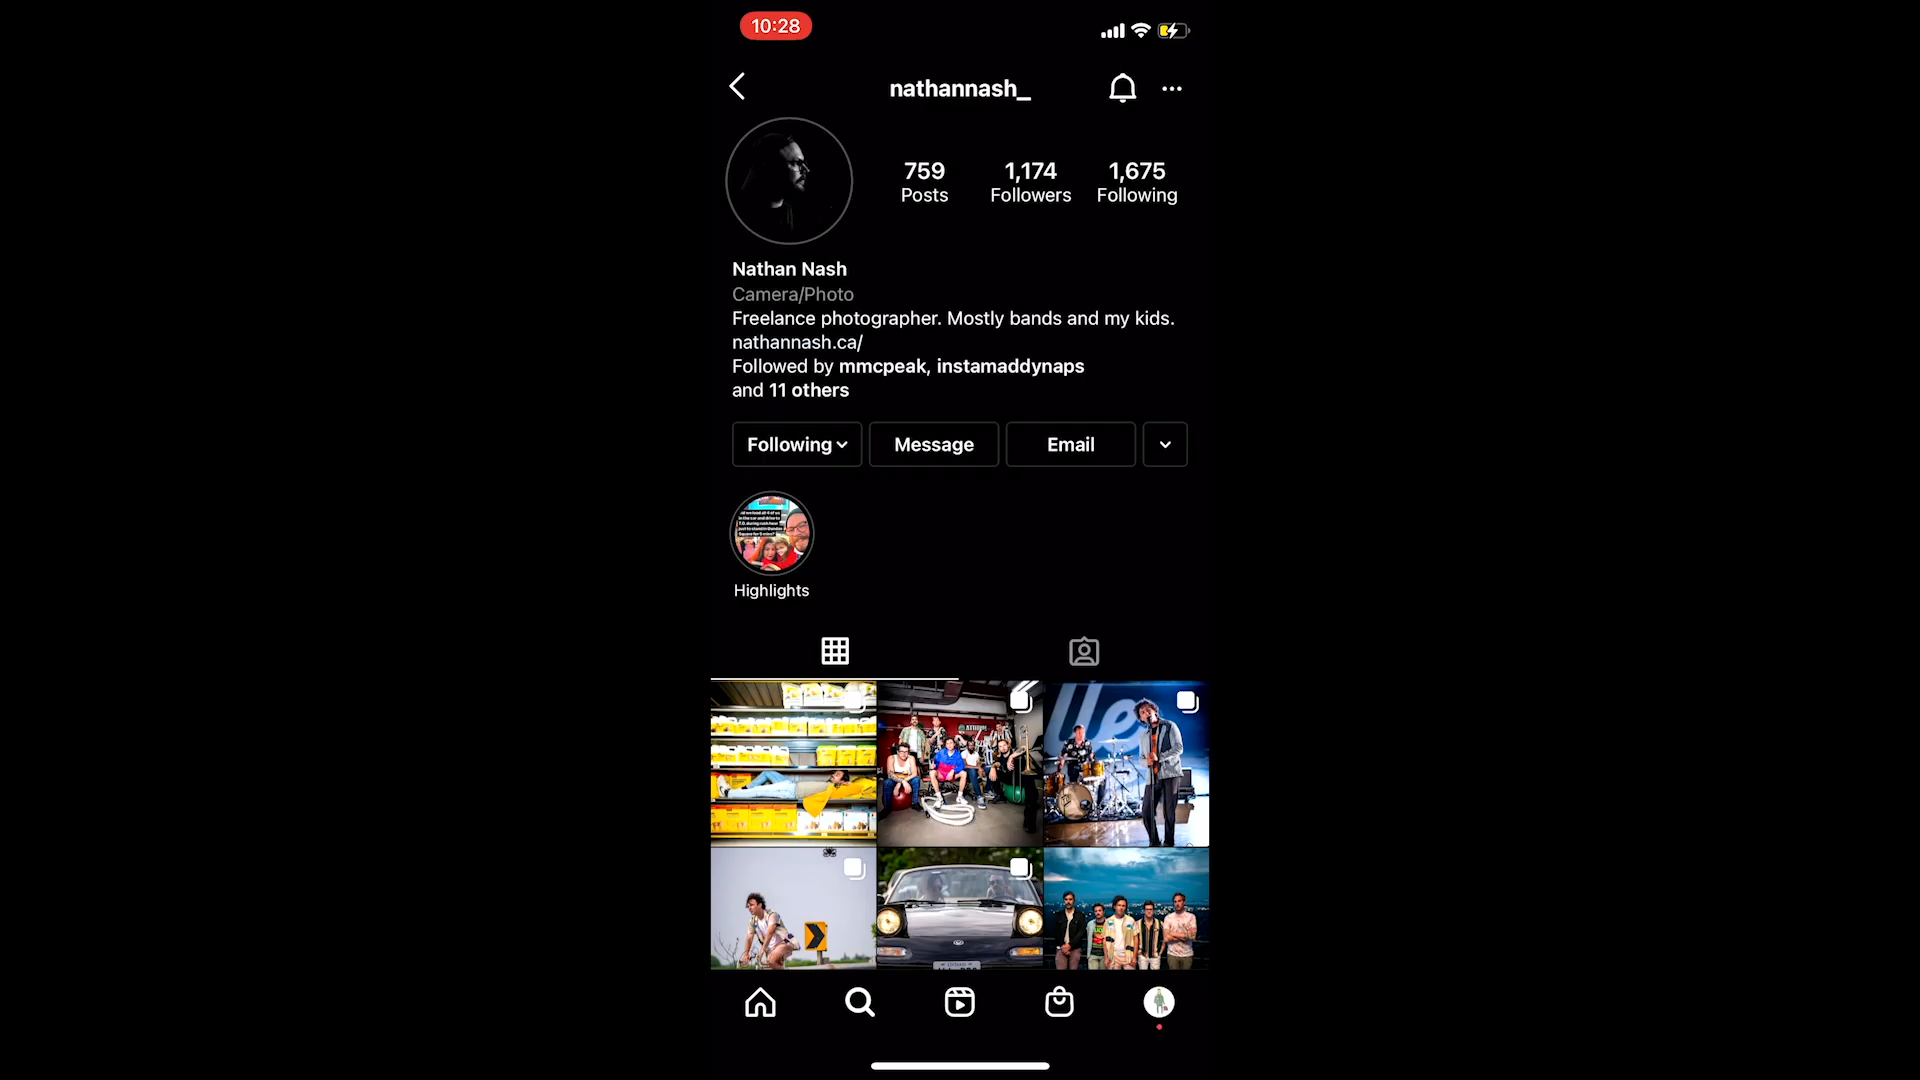 10:28
nathannash_
759
Posts
1,174
Followers
1,675
Following
Nathan Nash
Camera/Photo
Freelance photographer. Mostly bands and my kids.
nathannash.ca/
Followed by mmcpeak, instamaddynaps
and 11 others
Following
Message
Email
Highlights